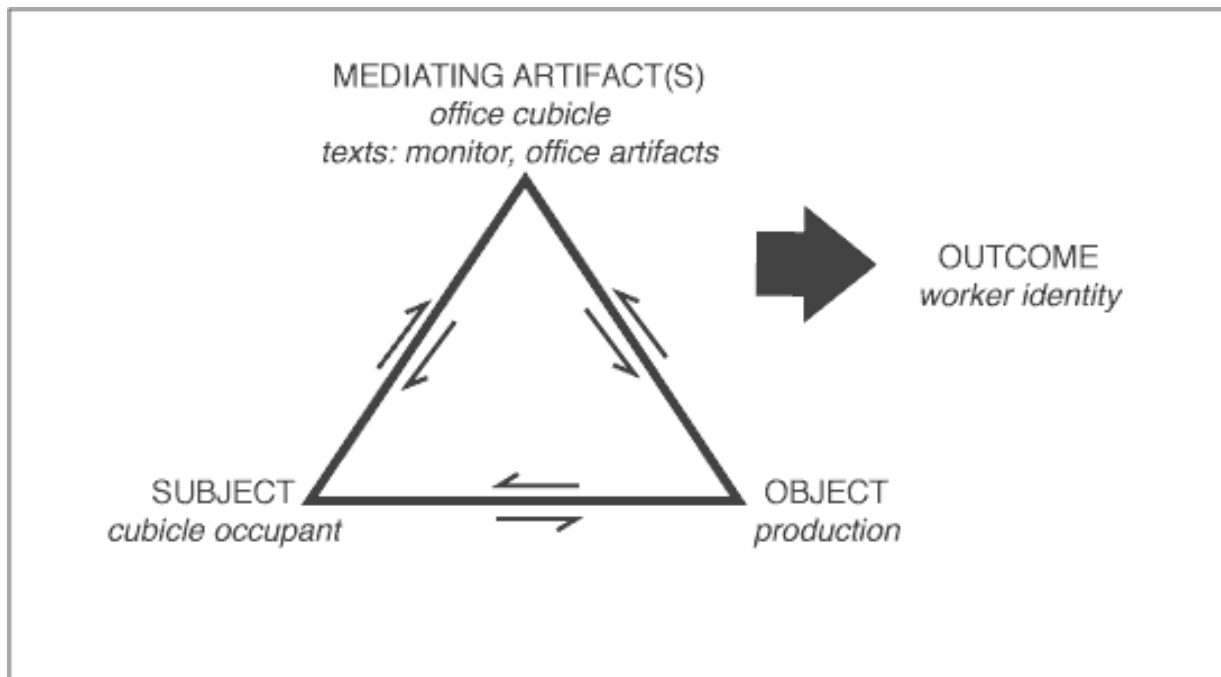 MEDIATING ARTIFACT(S)
office cubicle
texts: monitor, office artifacts
OUTCOME
worker identity
SUBJECT
cubicle occupant
OBJECT
production